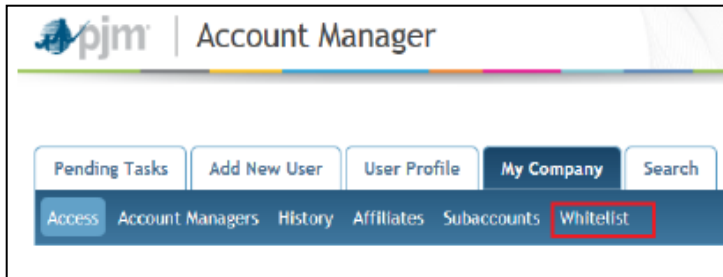 pjm | Account Manager
Pending Tasks Add New User User Profile My Company Search
Access Account Managers History Affiliates Subaccounts Whitelist